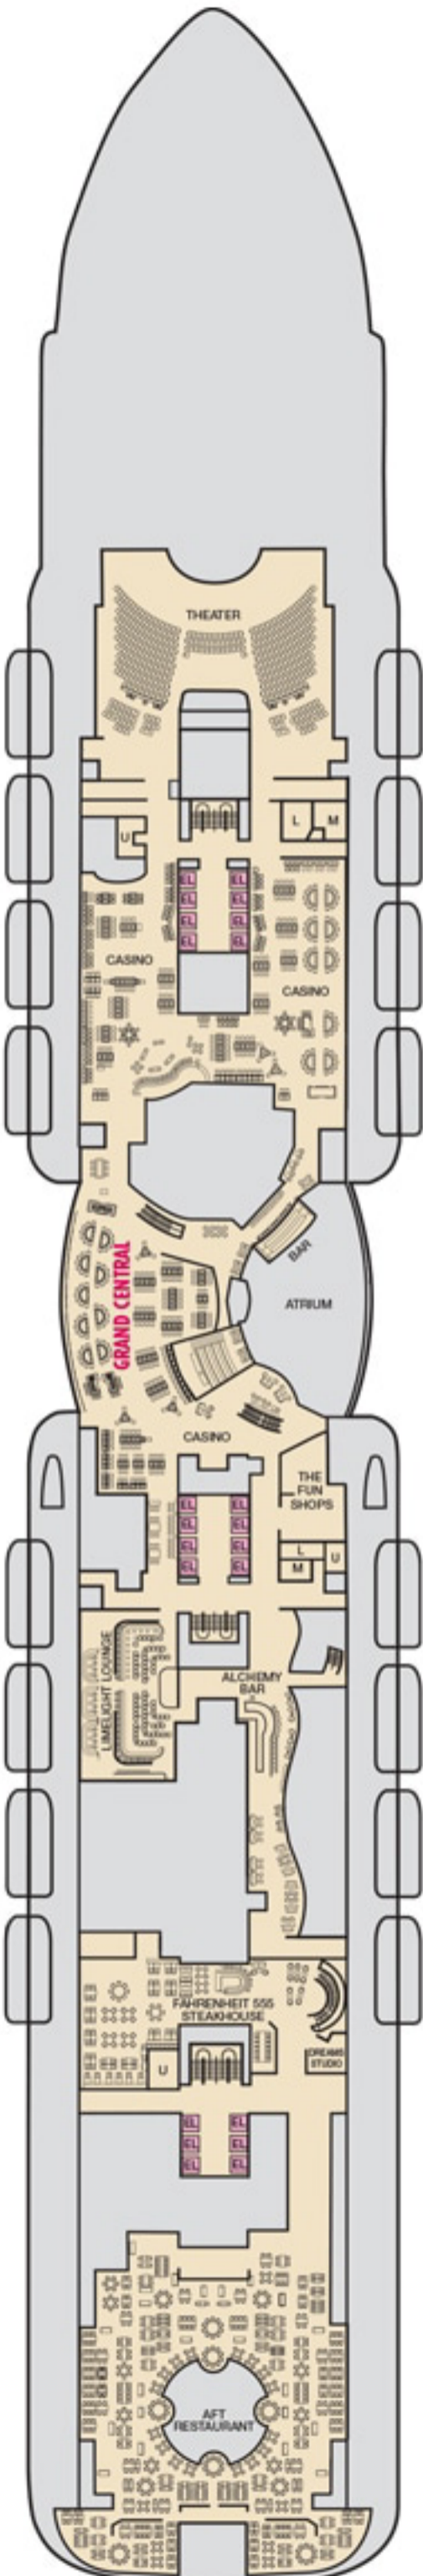 THEATER
L M
U
EL EL
EL EL
EL EL
EL EL
CASINO
CASINO
GRAND CENTRAL
BAR
ATRIUM
CASINO
THE
FUN
SHOPS
EL EL
EL EL
EL EL
EL EL
L
M
U
LIMELIGHT LOUNGE
ALCHEMY
BAR
FAHRENHEIT 555
STEAKHOUSE
DREAMS
STUDIO
U
EL EL
EL EL
EL EL
AFT
RESTAURANT